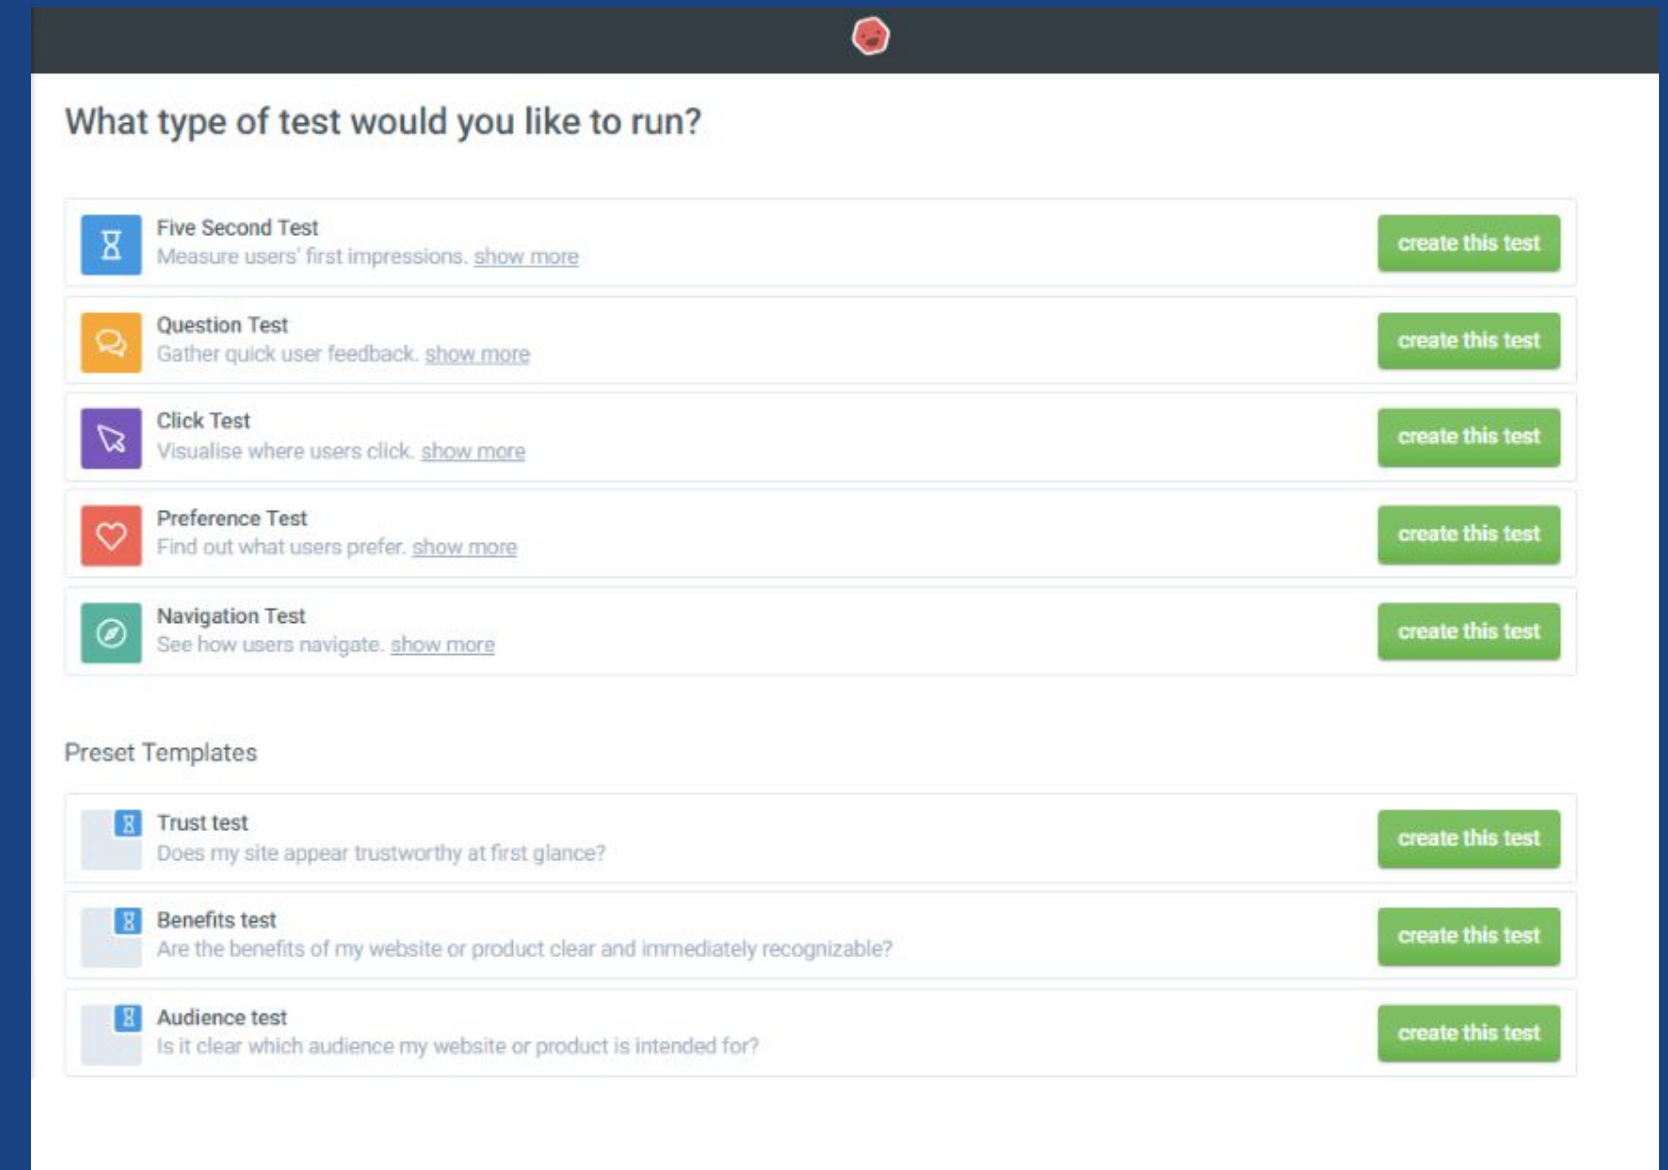 What type of test would you like to run?
Five Second Test
Measure users' first impressions. show more
create this test
Question Test
Gather quick user feedback. show more
create this test
Click Test
Visualise where users click. show more
create this test
Preference Test
Find out what users prefer. show more
create this test
Navigation Test
See how users navigate. show more
create this test
Preset Templates
Trust test
Does my site appear trustworthy at first glance?
create this test
Benefits test
Are the benefits of my website or product clear and immediately recognizable?
create this test
Audience test
Is it clear which audience my website or product is intended for?
create this test